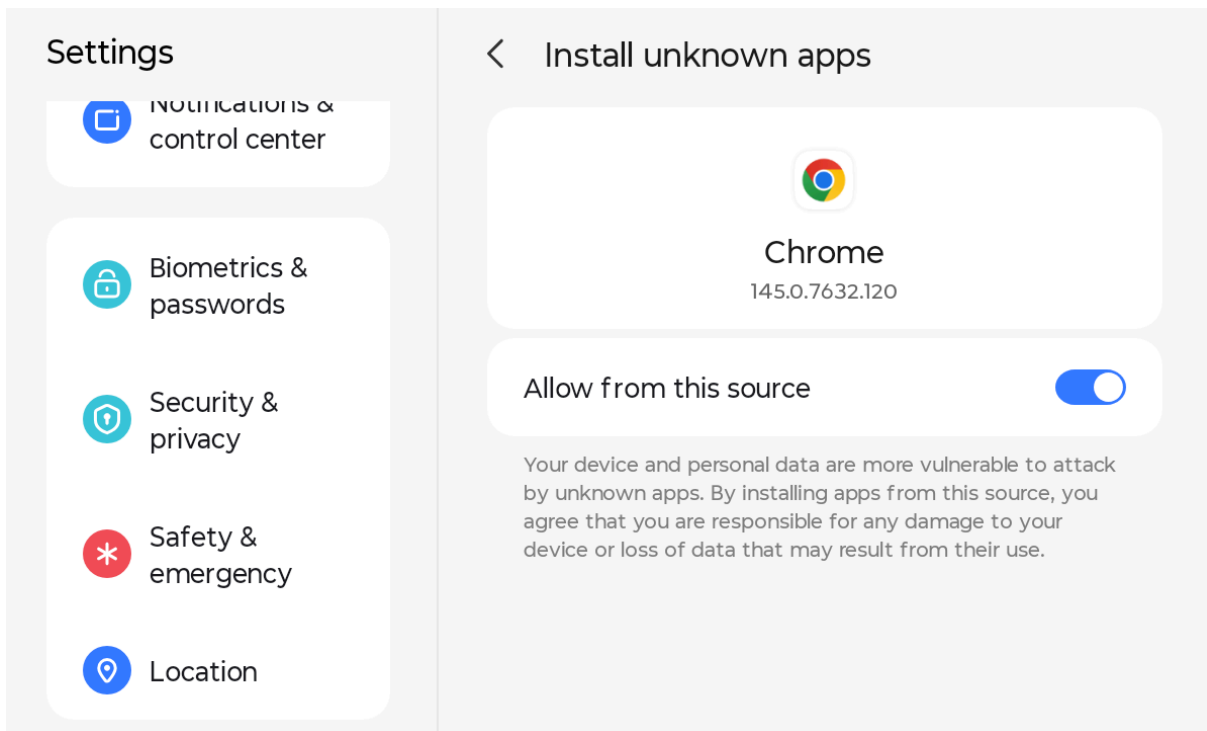 Settings
Notifications &
control center
Biometrics &
passwords
Security &
privacy
Safety &
emergency
Location
Install unknown apps
Chrome
145.0.7632.120
Allow from this source
Your device and personal data are more vulnerable to attack
by unknown apps. By installing apps from this source, you
agree that you are responsible for any damage to your
device or loss of data that may result from their use.